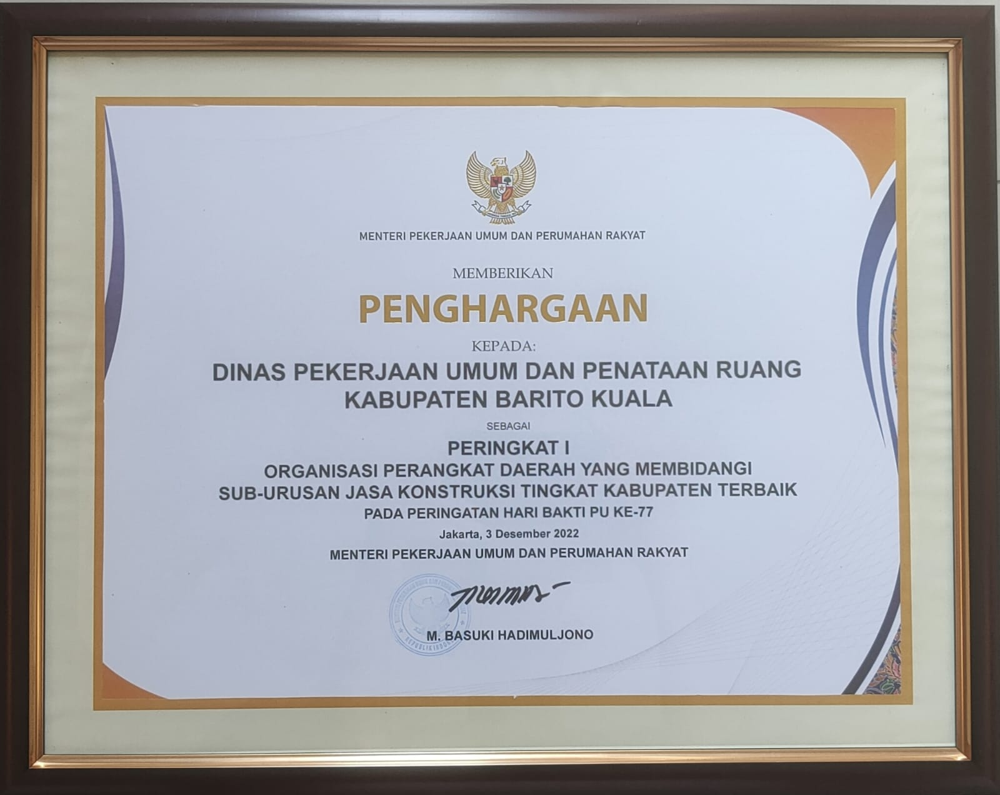 MENTERI PEKERJAAN UMUM DAN PERUMAHAN RAKYAT
MEMBERIKAN
PENGHARGAAN
KEPADA:
DINAS PEKERJAAN UMUM DAN PENATAAN RUANG
KABUPATEN BARITO KUALA
SEBAGAI
PERINGKAT I
ORGANISASI PERANGKAT DAERAH YANG MEMBIDANGI
SUB-URUSAN JASA KONSTRUKSI TINGKAT KABUPATEN TERBAIK
PADA PERINGATAN HARI BAKTI PU KE-77
Jakarta, 3 Desember 2022
MENTERI PEKERJAAN UMUM DAN PERUMAHAN RAKYAT
M. BASUKI HADIMULJONO